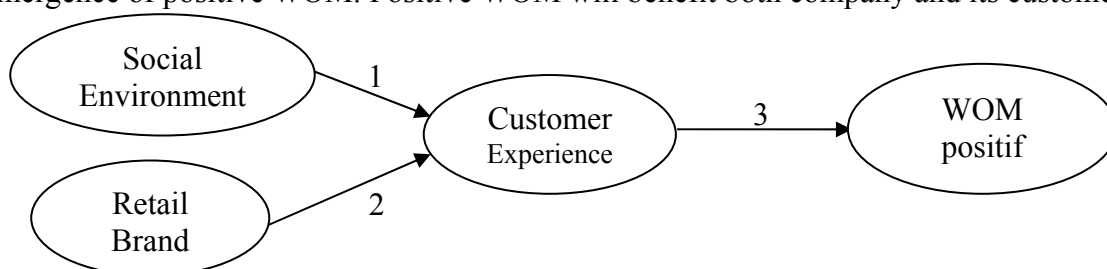 emergence of positive WOM. Positive WOM will benefit both company and its custome
Social
Environment
1
Customer
Experience
3
WOM
positif
2
Retail
Brand